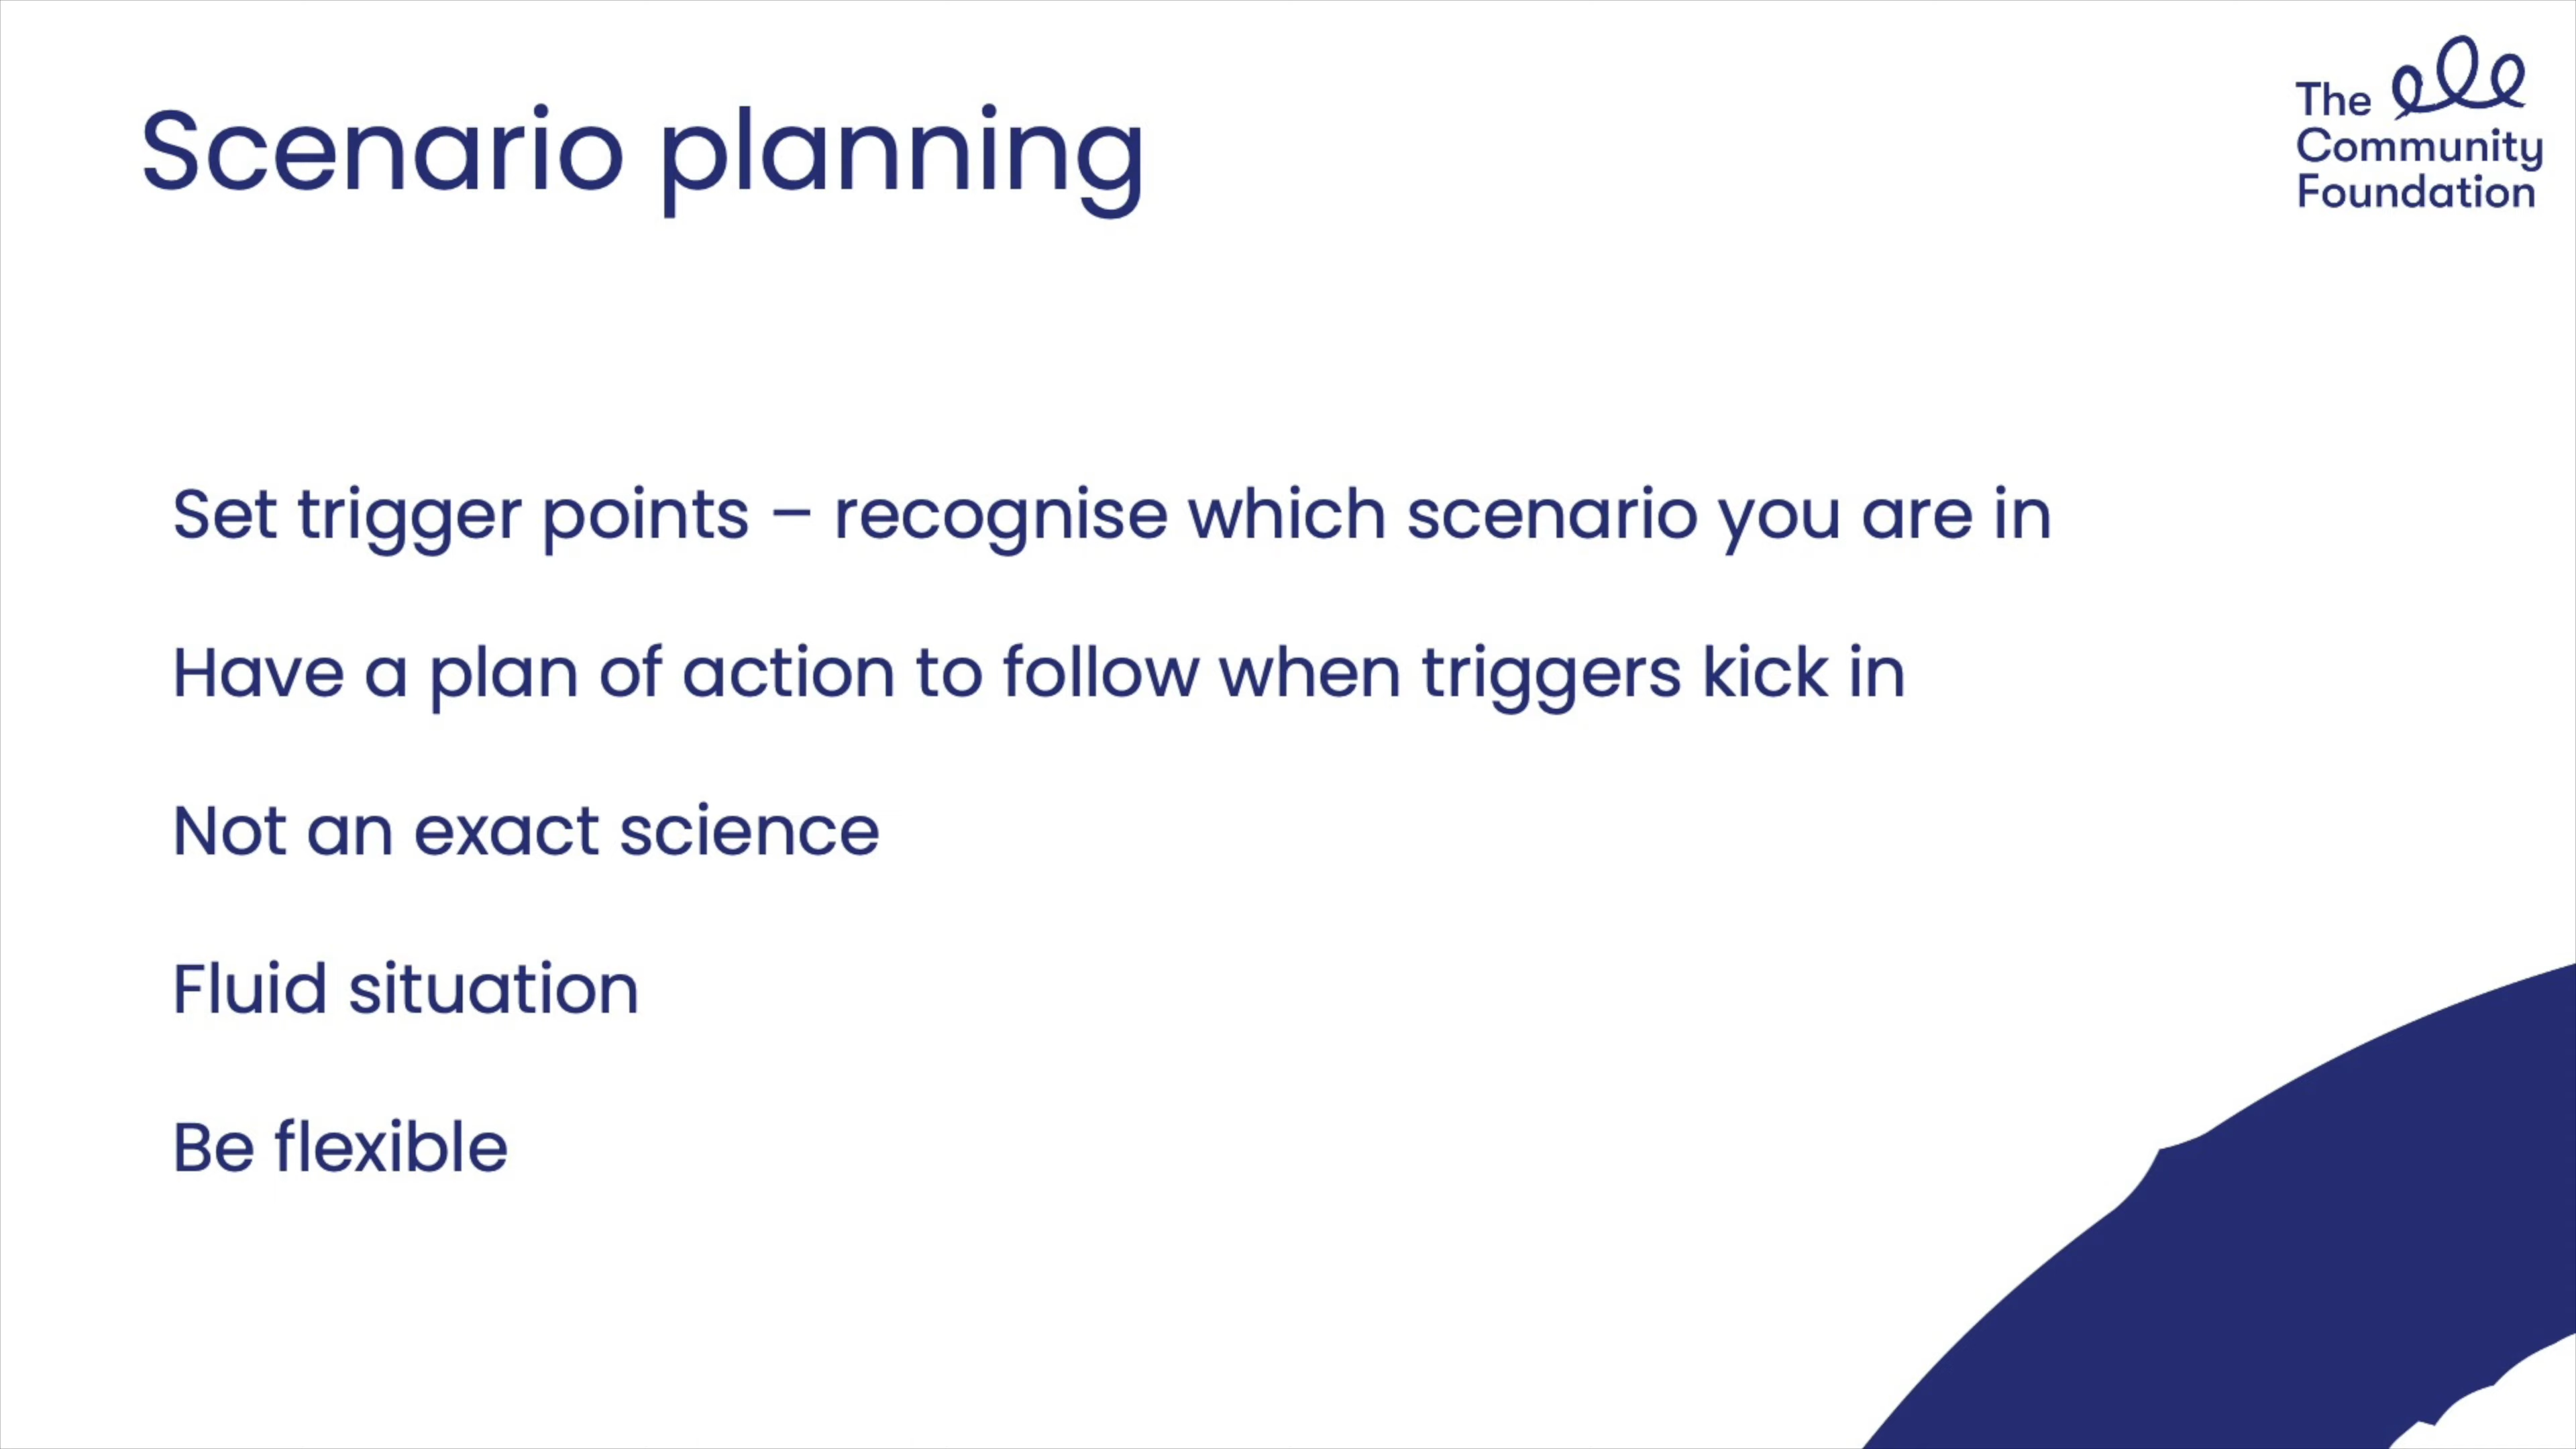 Scenario planning
The
Community
Foundation
Set trigger points – recognise which scenario you are in
Have a plan of action to follow when triggers kick in
Not an exact science
Fluid situation
Be flexible